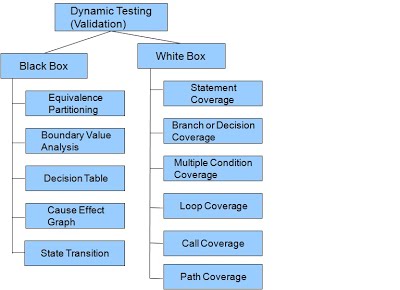 Dynamic Testing
(Validation)
Black Box
White Box
Equivalence
Partitioning
Boundary Value
Analysis
Decision Table
Cause Effect
Graph
State Transition
Statement
Coverage
Branch or Decision
Coverage
Multiple Condition
Coverage
Loop Coverage
Call Coverage
Path Coverage